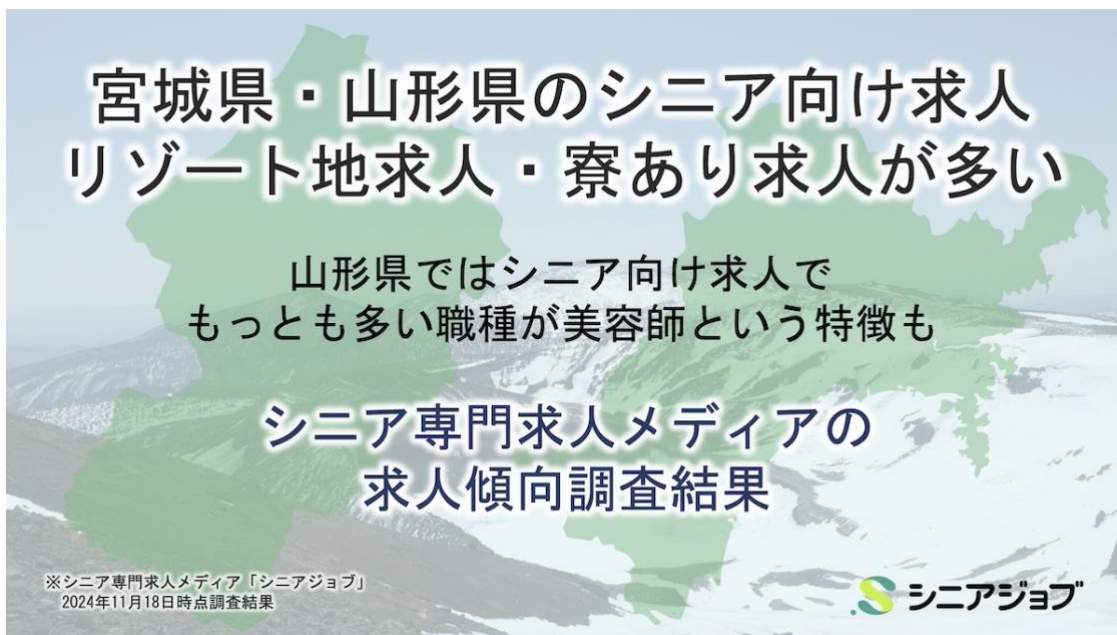 宮城県・山形県のシニア向け求人
リゾート地求人・寮あり求人が多い
山形県ではシニア向け求人で
もっとも多い職種が美容師という特徴も
シニア専門求人メディアの
求人傾向調査結果
※シニア専門求人メディア「シニアジョブ」
2024年11月18日時点調査結果
シニアジョブ